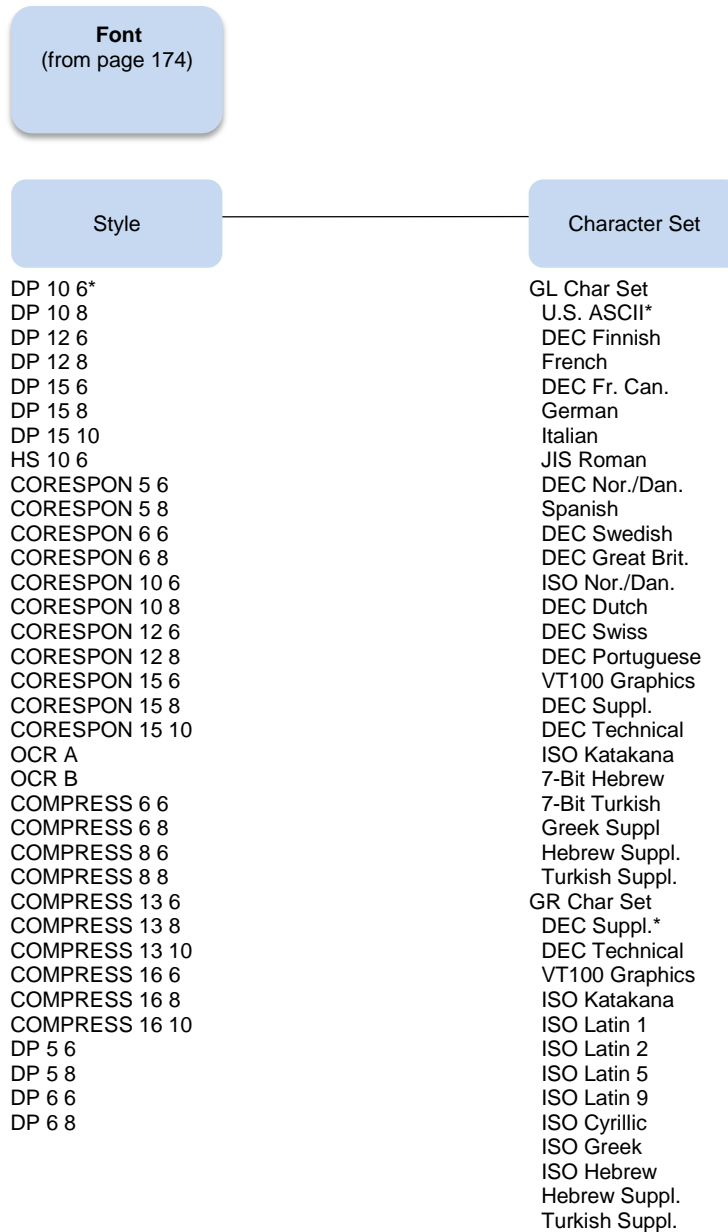 Font
(from page 174)
Style
DP 10 6*
DP 10 8
DP 12 6
DP 12 8
DP 15 6
DP 15 8
DP 15 10
HS 10 6
CORESPON 5 6
CORESPON 5 8
CORESPON 6 6
CORESPON 6 8
CORESPON 10 6
CORESPON 10 8
CORESPON 12 6
CORESPON 12 8
CORESPON 15 6
CORESPON 15 8
CORESPON 15 10
OCR A
OCR B
COMPRESS 6 6
COMPRESS 6 8
COMPRESS 8 6
COMPRESS 8 8
COMPRESS 13 6
COMPRESS 13 8
COMPRESS 13 10
COMPRESS 16 6
COMPRESS 16 8
COMPRESS 16 10
DP 5 6
DP 5 8
DP 6 6
DP 6 8
Character Set
GL Char Set
U.S. ASCII*
DEC Finnish
French
DEC Fr. Can.
German
Italian
JIS Roman
DEC Nor./Dan.
Spanish
DEC Swedish
DEC Great Brit.
ISO Nor./Dan.
DEC Dutch
DEC Swiss
DEC Portuguese
VT100 Graphics
DEC Suppl.
DEC Technical
ISO Katakana
7-Bit Hebrew
7-Bit Turkish
Greek Suppl
Hebrew Suppl.
Turkish Suppl.
GR Char Set
DEC Suppl.*
DEC Technical
VT100 Graphics
ISO Katakana
ISO Latin 1
ISO Latin 2
ISO Latin 5
ISO Latin 9
ISO Cyrillic
ISO Greek
ISO Hebrew
Hebrew Suppl.
Turkish Suppl.